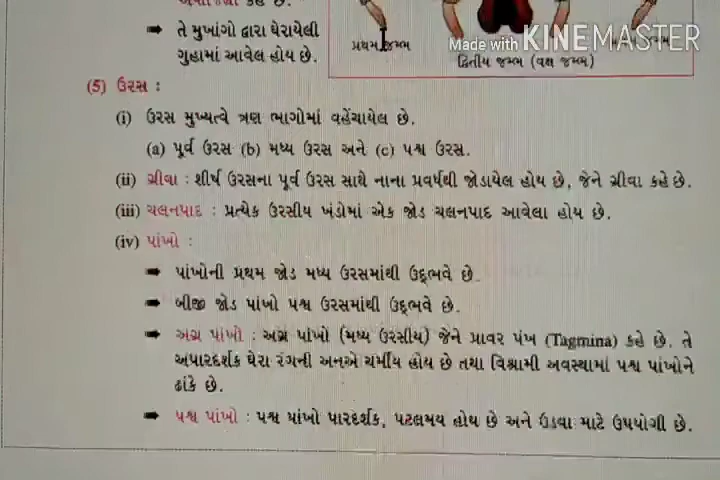 ➡ તે મુખાંગો દ્વારા ઘેરાયેલી
ગુહામાં આવેલ હોય છે.
પ્રથમ જમ્ભ
Made with KINEMASTER
દ્વિતીય જમ્ભ (વક્ષ જમ્ભ)
(5) ઉરસ :
(i) ઉરસ મુખ્યત્વે ત્રણ ભાગોમાં વહેંચાયેલ છે.
(a) પૂર્વ ઉરસ (b) મધ્ય ઉરસ અને (c) પશ્ચ ઉરસ.
(ii) ગ્રીવા : શીર્ષ ઉરસના પૂર્વ ઉરસ સાથે નાના પ્રવર્ધથી જોડાયેલ હોય છે, જેને ગ્રીવા કહે છે.
(iii) ચલનપાદ : પ્રત્યેક ઉરસીય ખંડોમાં એક જોડ ચલનપાદ આવેલા હોય છે.
(iv) પાંખો :
➡ પાંખોની પ્રથમ જોડ મધ્ય ઉરસમાંથી ઉદ્દભવે છે.
➡ બીજી જોડ પાંખો પશ્ચ ઉરસમાંથી ઉદ્દભવે છે.
➡ અગ્ર પાંખો : અગ્ર પાંખો (મધ્ય ઉરસીય) જેને પ્રાવર પંખ (Tagmina) કહે છે. તે
અપારદર્શક ઘેરા રંગની અનએ ચર્મીય હોય છે તથા વિશ્રામી અવસ્થામાં પશ્ચ પાંખોને
ઢાંકે છે.
➡ પશ્ચ પાંખો : પશ્ચ પાંખો પારદર્શક, પટલમય હોય છે અને ઉડવા માટે ઉપયોગી છે.